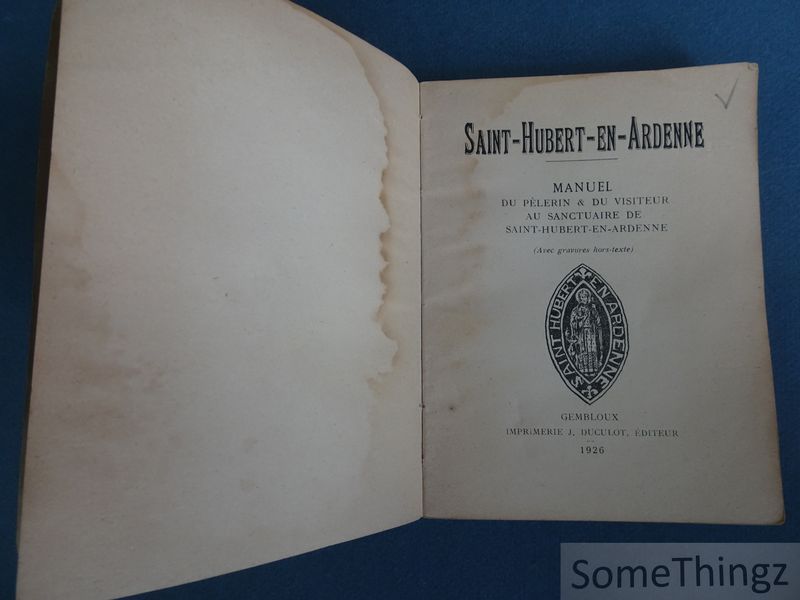 SAINT-HUBERT-EN-ARDENNE
MANUEL
DU PÈLERIN & DU VISITEUR
AU SANCTUAIRE DE
SAINT-HUBERT-EN-ARDENNE
(Avec gravures hors-texte)
SAINT HUBERT EN ARDENNE
GEMBLOUX
IMPRIMERIE J. DUCULOT, ÉDITEUR
1926
SomeThingz